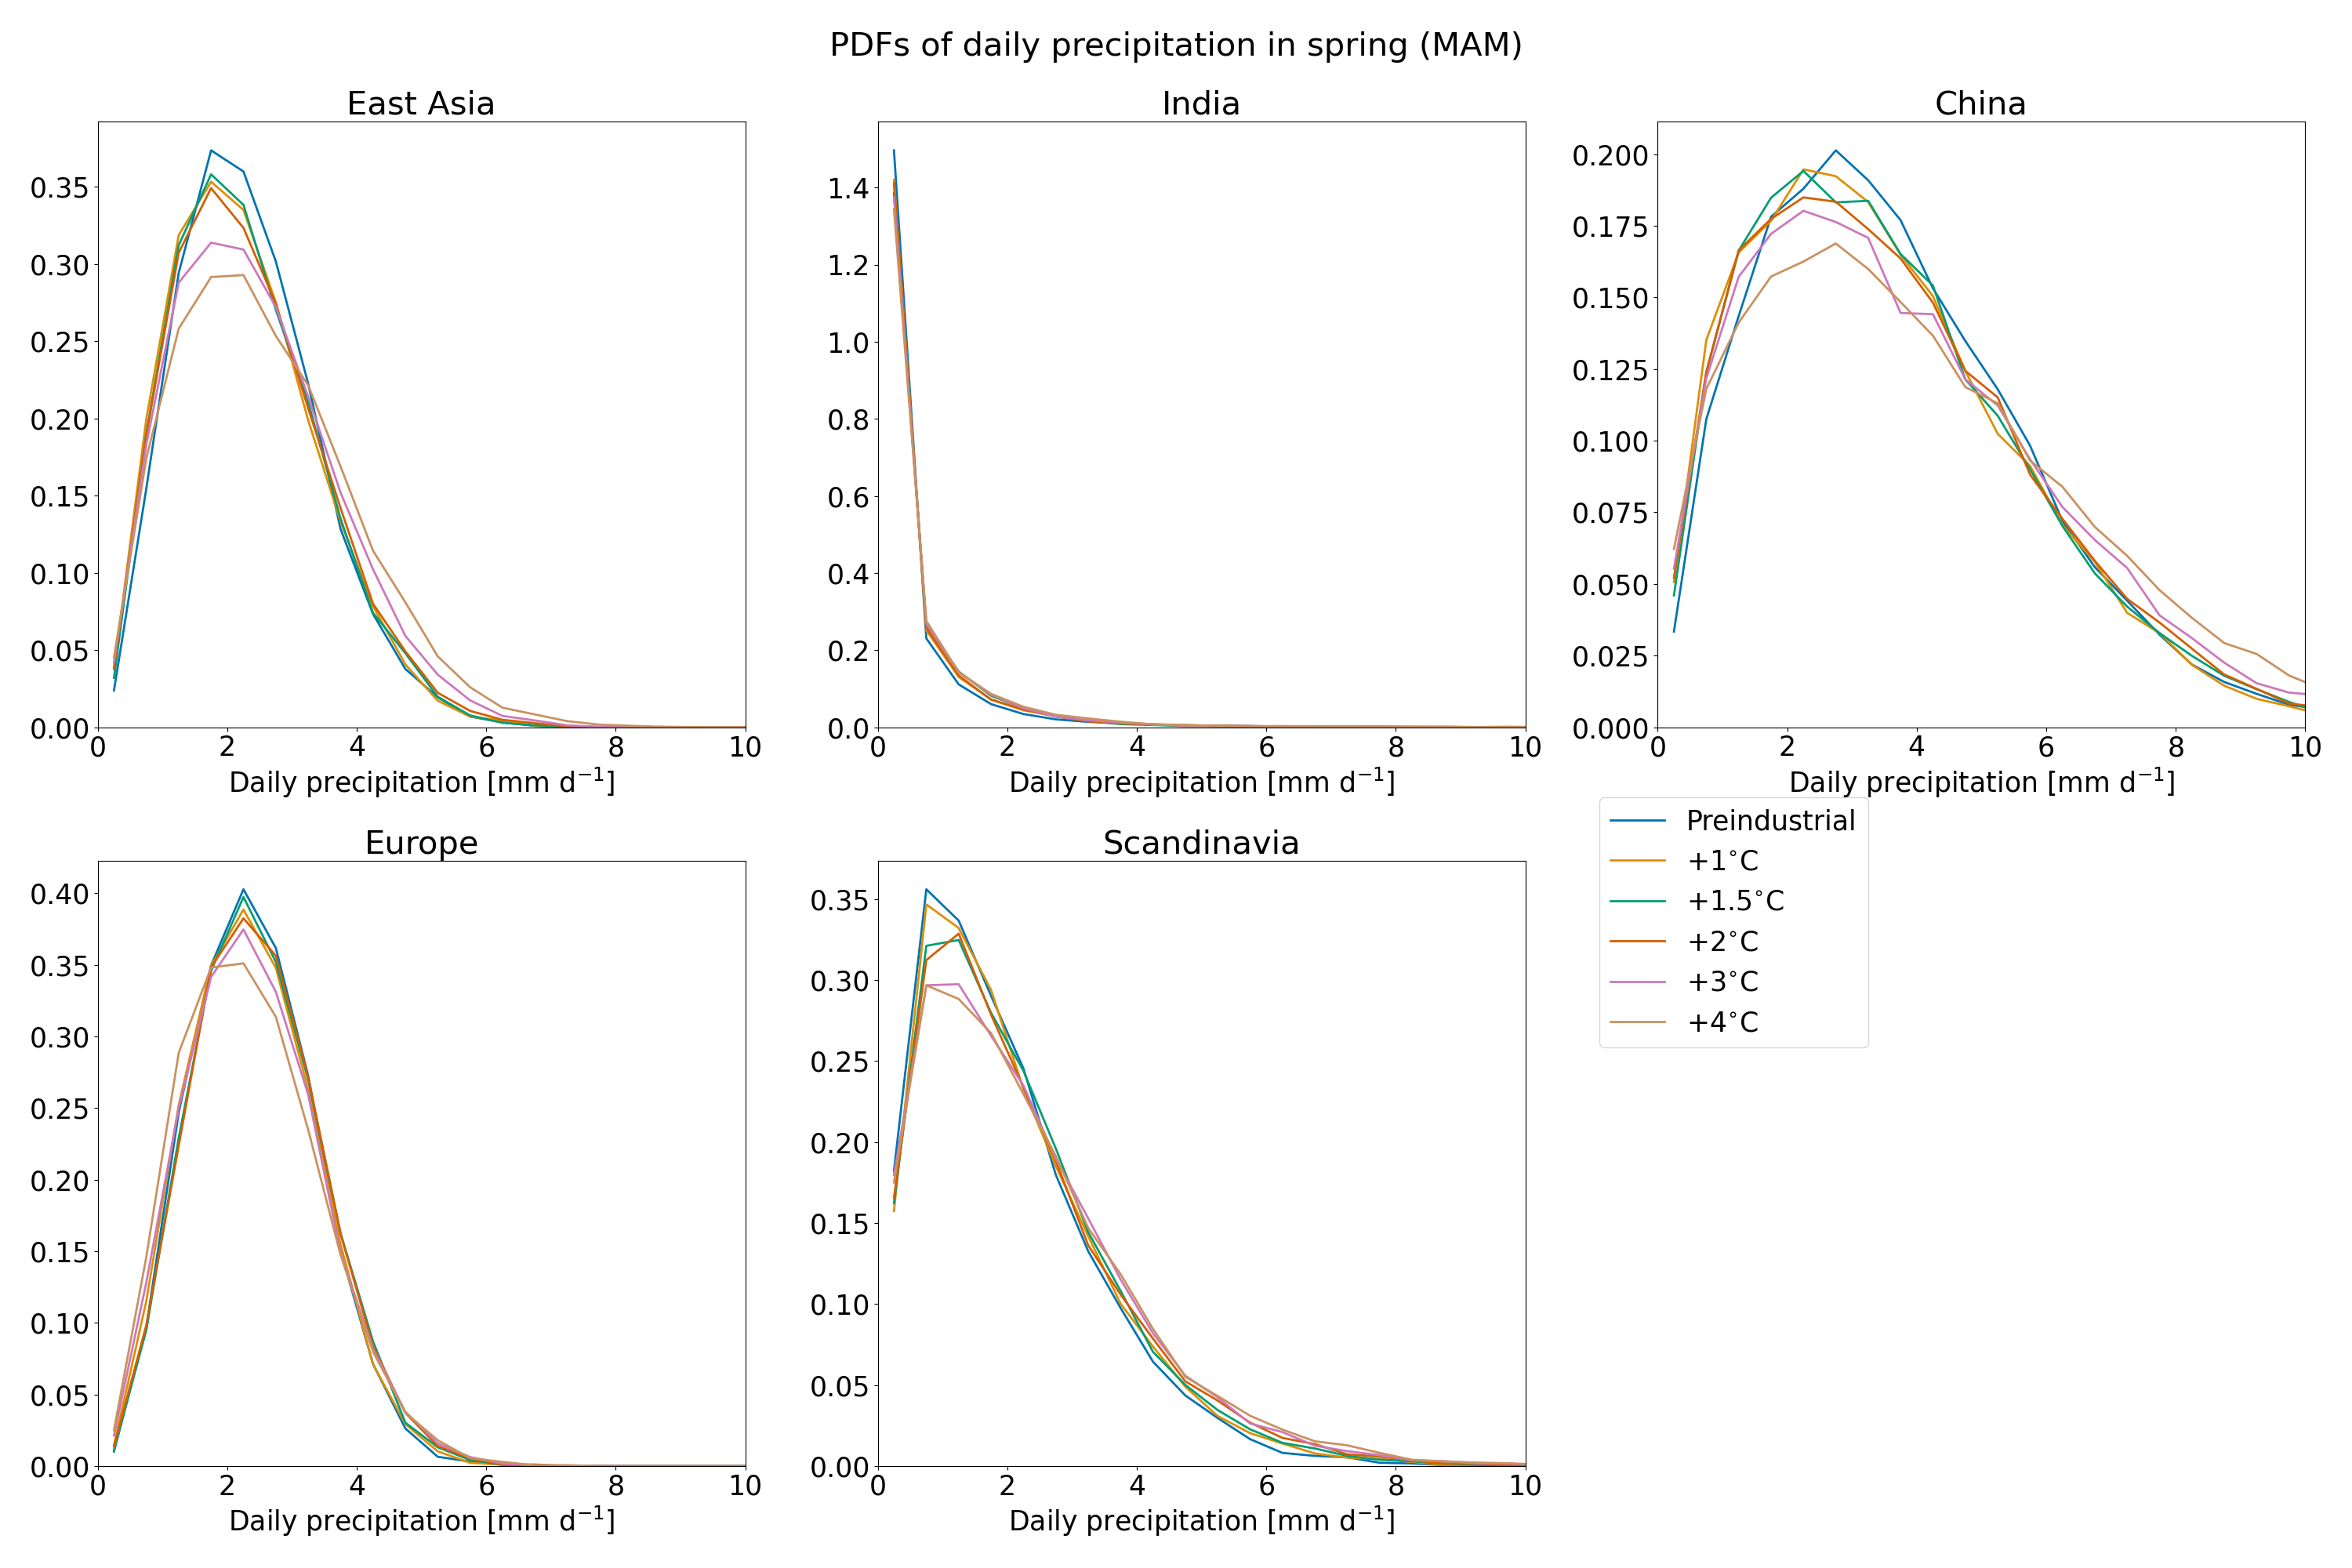 PDFs of daily precipitation in spring (MAM)
East Asia
0.35
0.30
0.25
0.20
0.15
0.10
0.05
0.00
0 2 4 6 8 10
Daily precipitation [mm d⁻¹]
India
1.4
1.2
1.0
0.8
0.6
0.4
0.2
0.0
0 2 4 6 8 10
Daily precipitation [mm d⁻¹]
China
0.200
0.175
0.150
0.125
0.100
0.075
0.050
0.025
0.000
0 2 4 6 8 10
Daily precipitation [mm d⁻¹]
Europe
0.40
0.35
0.30
0.25
0.20
0.15
0.10
0.05
0.00
0 2 4 6 8 10
Daily precipitation [mm d⁻¹]
Scandinavia
0.35
0.30
0.25
0.20
0.15
0.10
0.05
0.00
0 2 4 6 8 10
Daily precipitation [mm d⁻¹]
Preindustrial
+1°C
+1.5°C
+2°C
+3°C
+4°C